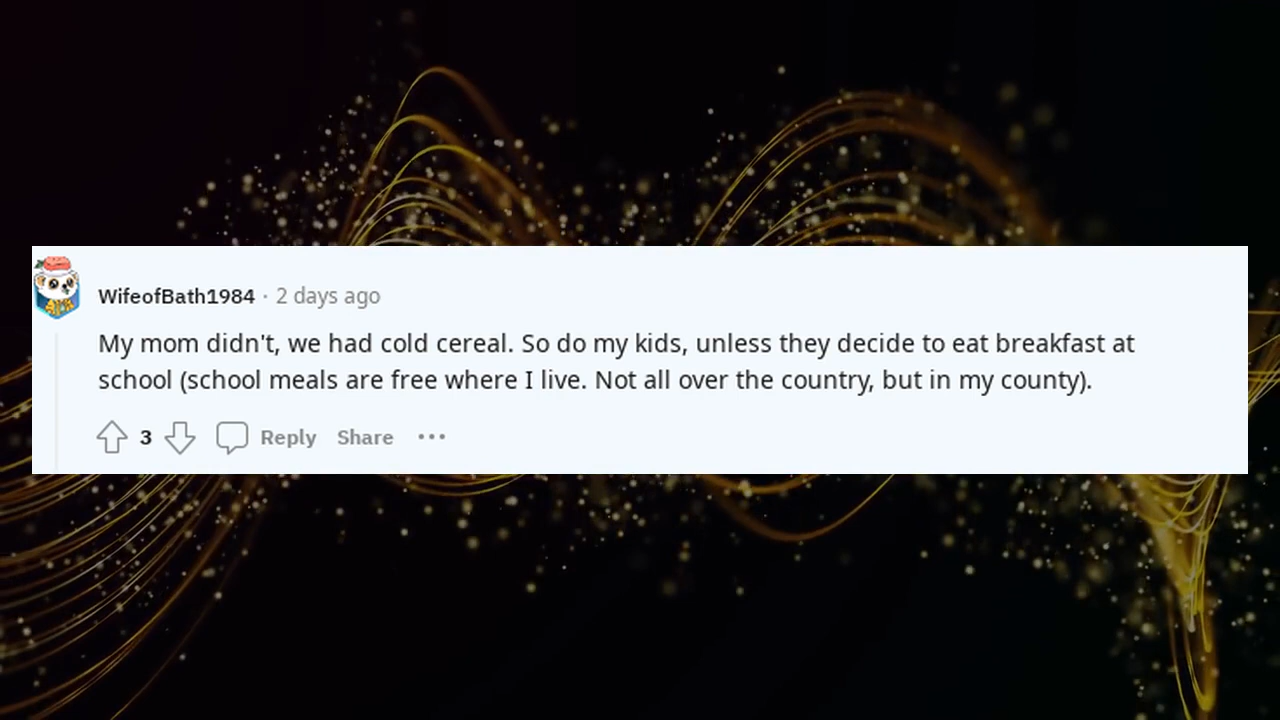 WifeofBath1984 · 2 days ago
My mom didn't, we had cold cereal. So do my kids, unless they decide to eat breakfast at
school (school meals are free where I live. Not all over the country, but in my county).
3 Reply Share •••